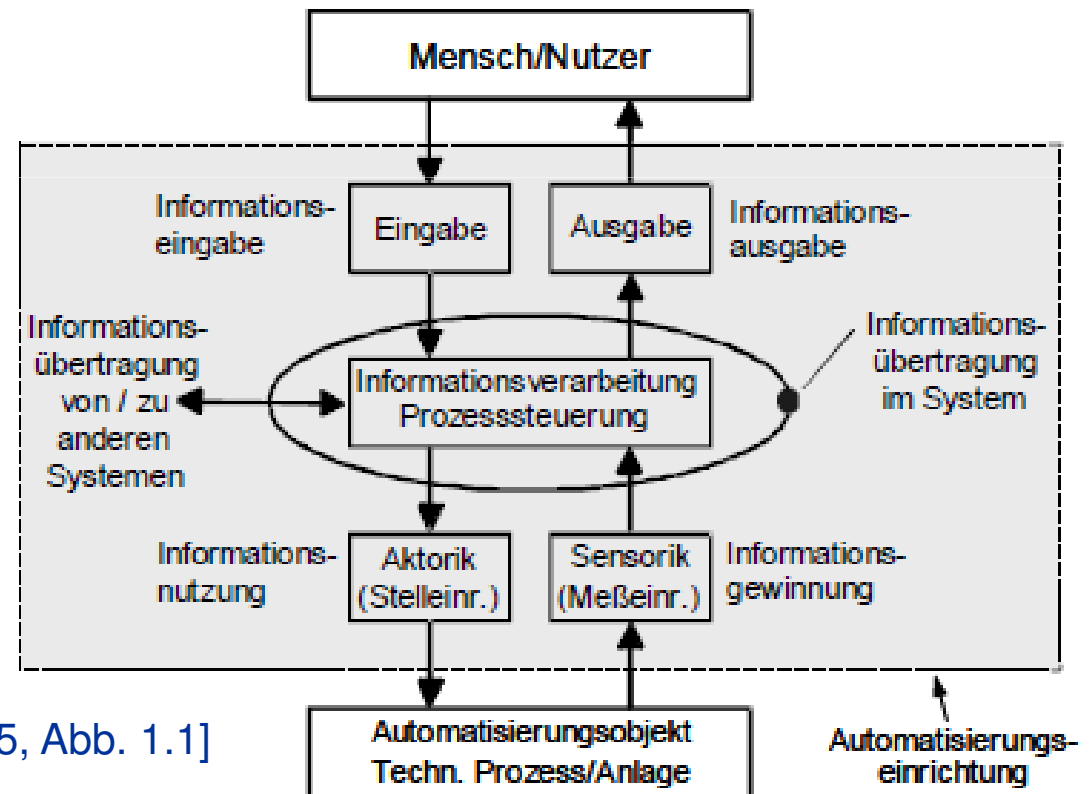 Mensch/Nutzer
Informations-
eingabe
Eingabe
Ausgabe
Informations-
ausgabe
Informations-
übertragung
von / zu
anderen
Systemen
Informationsverarbeitung
Prozesssteuerung
Informations-
übertragung
im System
Informations-
nutzung
Aktorik
(Stelleinr.)
Sensorik
(Meßeinr.)
Informations-
gewinnung
5, Abb. 1.1]
Automatisierungsobjekt
Techn. Prozess/Anlage
Automatisierungs-
einrichtung